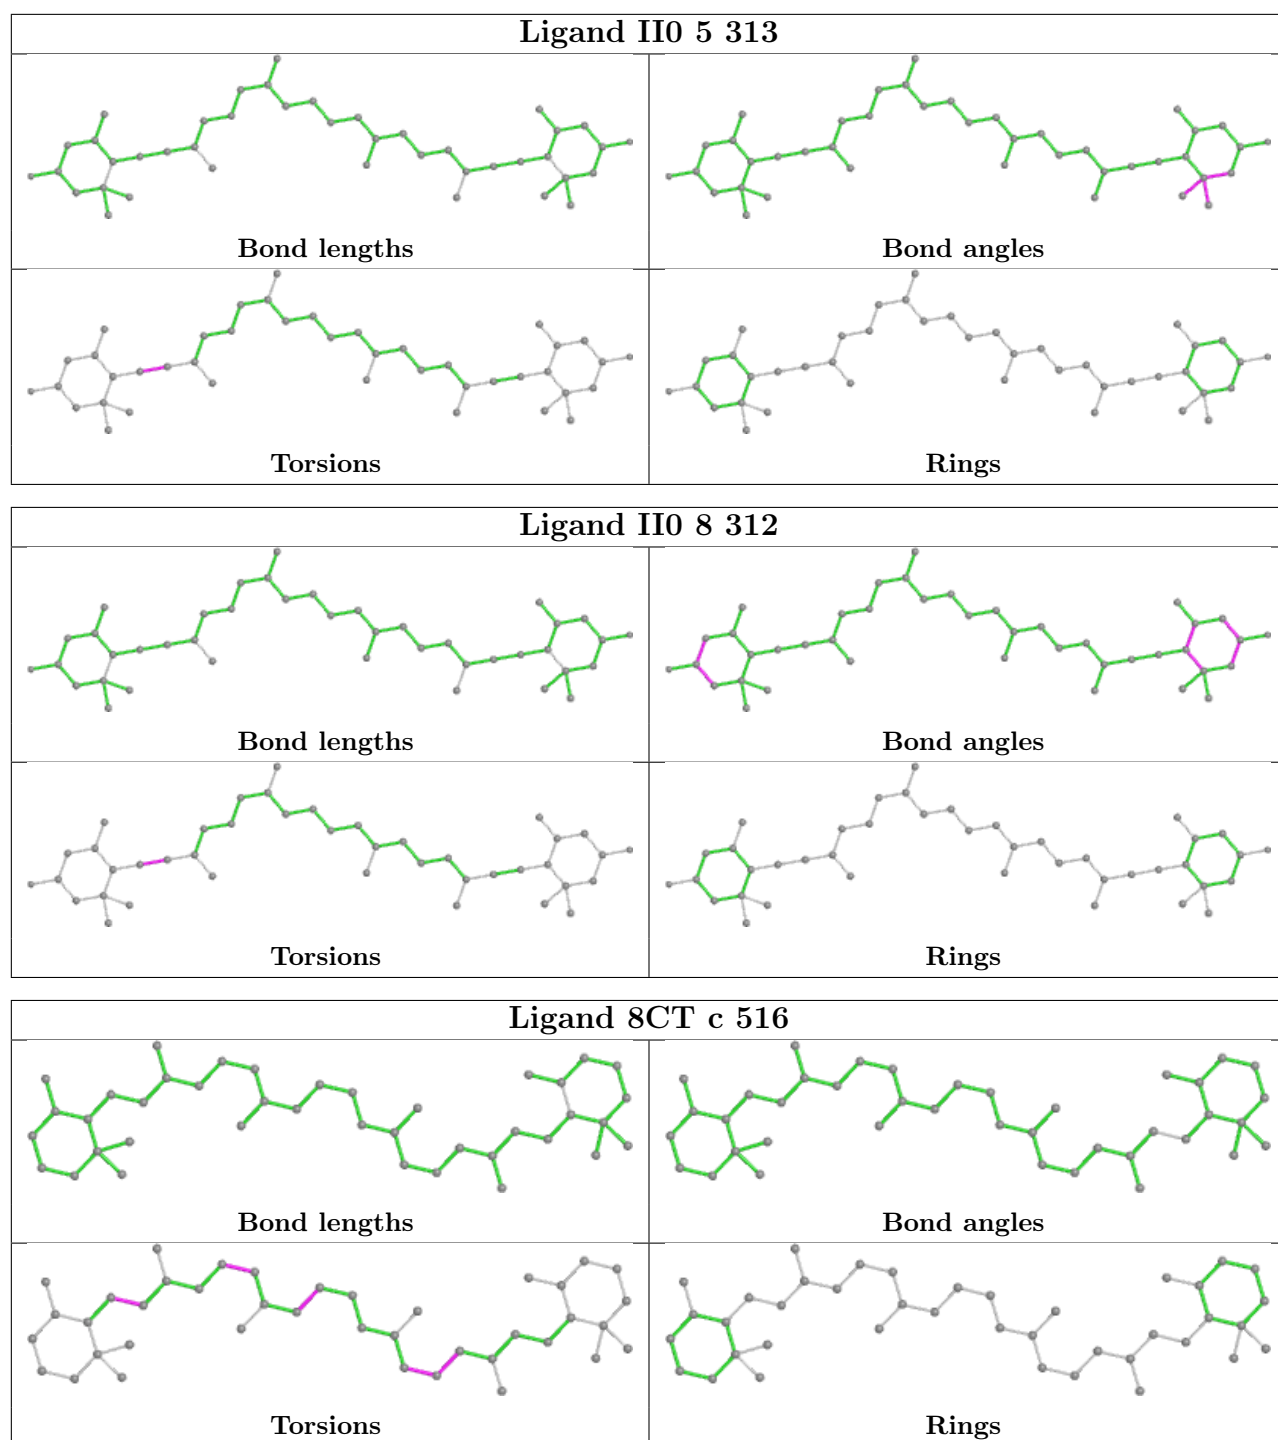 Ligand II0 5 313
Bond lengths
Bond angles
Torsions
Rings
Ligand II0 8 312
Bond lengths
Bond angles
Torsions
Rings
Ligand 8CT c 516
Bond lengths
Bond angles
Torsions
Rings